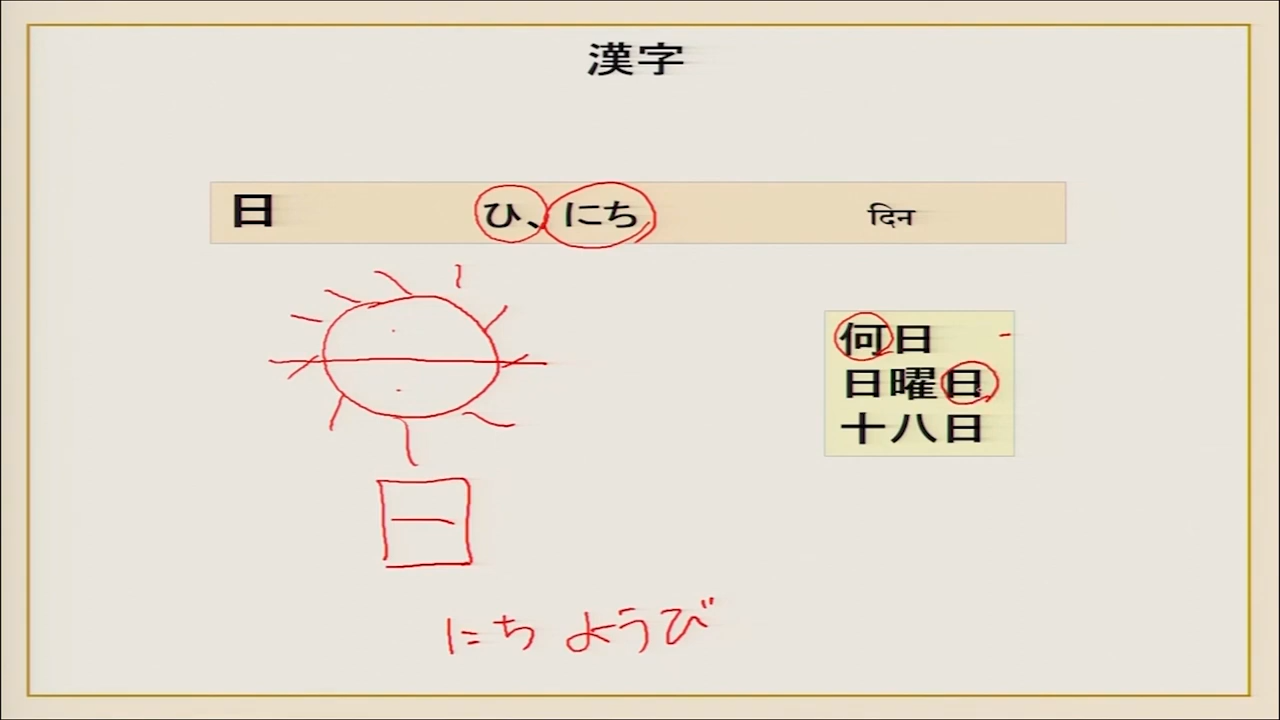 漢字
日 ひ、にち दिन
何日
日曜日
十八日
日
にちようび